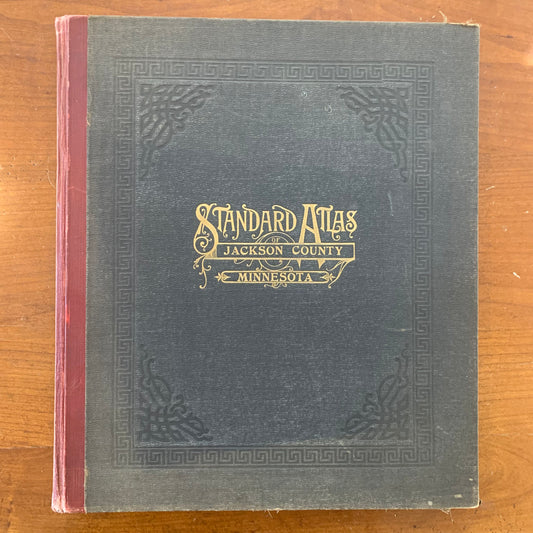 STANDARD ATLAS
OF
JACKSON COUNTY
MINNESOTA